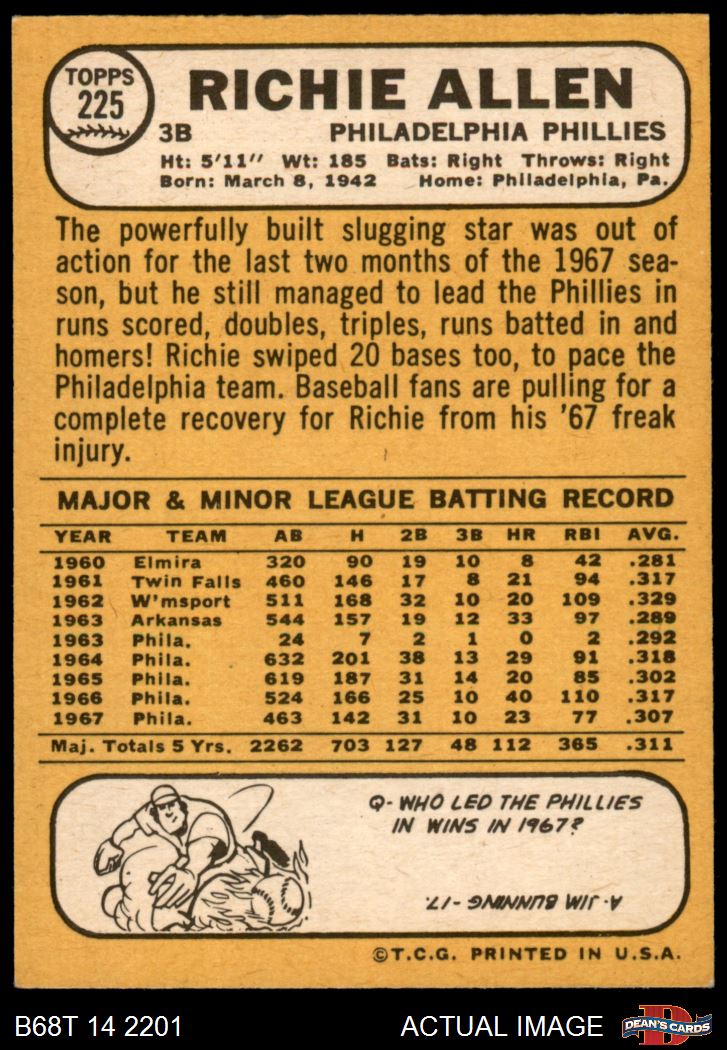 TOPPS
225
RICHIE ALLEN
3B PHILADELPHIA PHILLIES
Ht: 5'11" Wt: 185 Bats: Right Throws: Right
Born: March 8, 1942 Home: Philadelphia, Pa.
The powerfully built slugging star was out of
action for the last two months of the 1967 sea-
son, but he still managed to lead the Phillies in
runs scored, doubles, triples, runs batted in and
homers! Richie swiped 20 bases too, to pace the
Philadelphia team. Baseball fans are pulling for a
complete recovery for Richie from his '67 freak
injury.
MAJOR & MINOR LEAGUE BATTING RECORD
YEAR TEAM AB H 2B 3B HR RBI AVG.
1960 Elmira 320 90 19 10 8 42 .281
1961 Twin Falls 460 146 17 8 21 94 .317
1962 W'msport 511 168 32 10 20 109 .329
1963 Arkansas 544 157 19 12 33 97 .289
1963 Phila. 24 7 2 1 0 2 .292
1964 Phila. 632 201 38 13 29 91 .318
1965 Phila. 619 187 31 14 20 85 .302
1966 Phila. 524 166 25 10 40 110 .317
1967 Phila. 463 142 31 10 23 77 .307
Maj. Totals 5 Yrs. 2262 703 127 48 112 365 .311
Q- WHO LED THE PHILLIES
IN WINS IN 1967?
A- JIM BUNNING -17.
©T.C.G. PRINTED IN U.S.A.
B68T 14 2201 ACTUAL IMAGE
D
DEAN'S CARDS